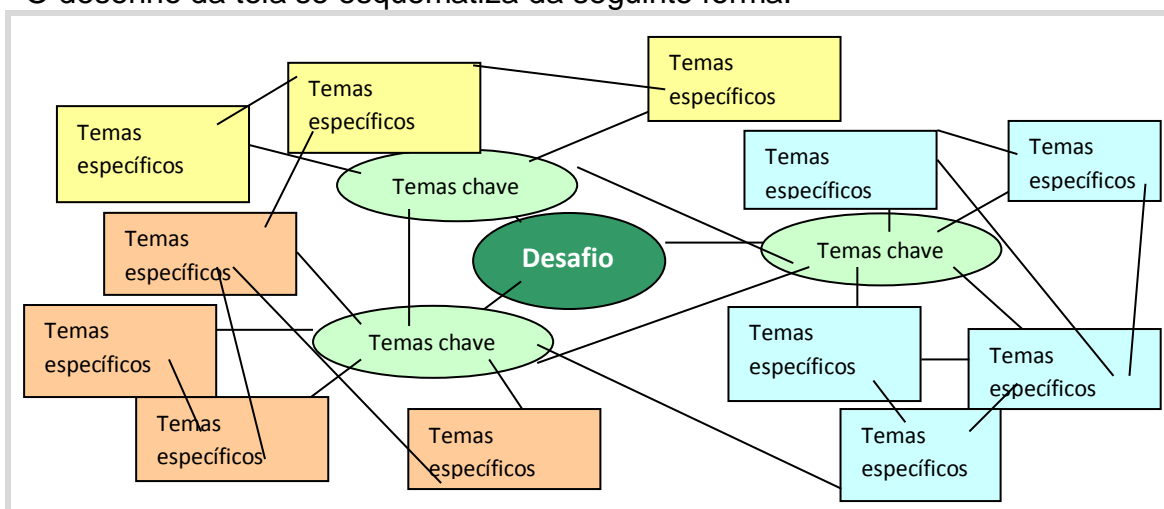 O desenho da tela se esquematiza da seguinte forma:
Temas
específicos
Temas
específicos
Temas
específicos
Temas
específicos
Temas
específicos
Temas chave
Temas
específicos
Desafio
Temas chave
Temas
específicos
Temas chave
Temas
específicos
Temas
específicos
Temas
específicos
Temas
específicos
Temas
específicos
Temas
específicos